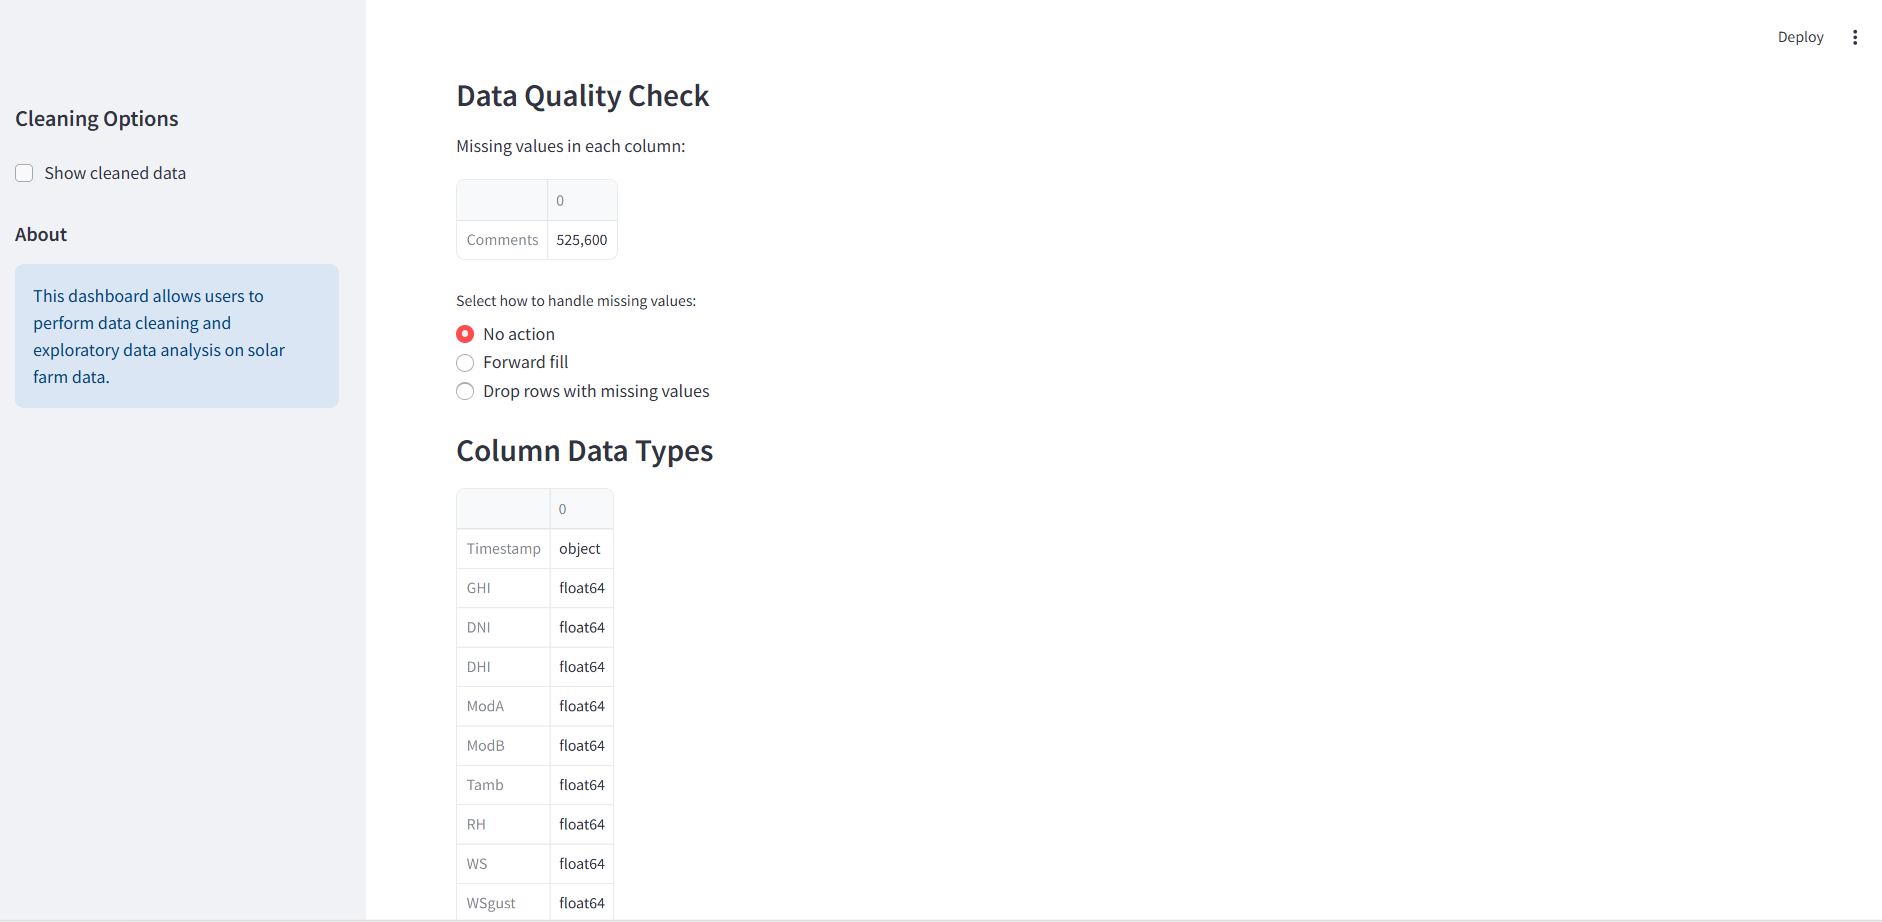 Deploy
Cleaning Options
Show cleaned data
About
This dashboard allows users to
perform data cleaning and
exploratory data analysis on solar
farm data.
Data Quality Check
Missing values in each column:
0
Comments 525,600
Select how to handle missing values:
No action
Forward fill
Drop rows with missing values
Column Data Types
0
Timestamp object
GHI float64
DNI float64
DHI float64
ModA float64
ModB float64
Tamb float64
RH float64
WS float64
WSgust float64